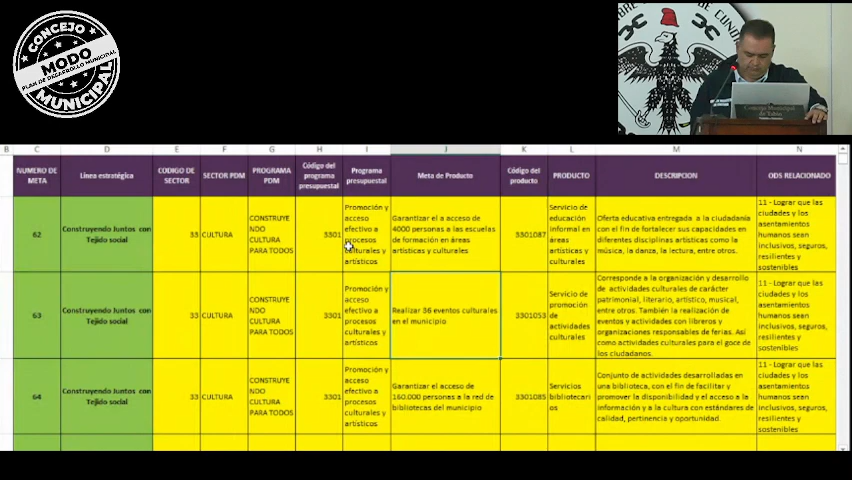 CONCEJO
MODO
PLAN DE DESARROLLO MUNICIPAL
MUNICIPAL
DE CUND
Concejo Municipal
B C D E F G H I J K L M N
NUMERO DE META
Línea estratégica
CODIGO DE SECTOR
SECTOR PDM
PROGRAMA PDM
Código del programa presupuestal
Programa presupuestal
Meta de Producto
Código del producto
PRODUCTO
DESCRIPCION
ODS RELACIONADO
62
Construyendo Juntos con
Tejido social
33
CULTURA
CONSTRUYE
NDO
CULTURA
PARA TODOS
3301
Promoción y
acceso
efectivo a
procesos
culturales y
artísticos
Garantizar el a acceso de
4000 personas a las escuelas
de formación en áreas
artísticas y culturales
3301087
Servicio de
educación
informal en
áreas
artísticas y
culturales
Oferta educativa entregada a la ciudadanía
con el fin de fortalecer sus capacidades en
diferentes disciplinas artísticas como la
música, la danza, la lectura, entre otros.
11 - Lograr que las
ciudades y los
asentamientos
humanos sean
inclusivos, seguros,
resilientes y
sostenibles
63
Construyendo Juntos con
Tejido social
33
CULTURA
CONSTRUYE
NDO
CULTURA
PARA TODOS
3301
Promoción y
acceso
efectivo a
procesos
culturales y
artísticos
Realizar 36 eventos culturales
en el municipio
3301053
Servicio de
promoción
de
actividades
culturales
Corresponde a la organización y desarrollo
de actividades culturales de carácter
patrimonial, literario, artístico, musical,
entre otros. También la realización de
eventos y actividades con libreros y
organizaciones responsables de ferias. Así
como actividades culturales para el goce de
los ciudadanos.
11 - Lograr que las
ciudades y los
asentamientos
humanos sean
inclusivos, seguros,
resilientes y
sostenibles
64
Construyendo Juntos con
Tejido social
33
CULTURA
CONSTRUYE
NDO
CULTURA
PARA TODOS
3301
Promoción y
acceso
efectivo a
procesos
culturales y
artísticos
Garantizar el acceso de
160.000 personas a la red de
bibliotecas del municipio
3301085
Servicios
bibliotecari
os
Conjunto de actividades desarrolladas en
una biblioteca, con el fin de facilitar y
promover la disponibilidad y el acceso a la
información y a la cultura con estándares de
calidad, pertinencia y oportunidad
11 - Lograr que las
ciudades y los
asentamientos
humanos sean
inclusivos, seguros,
resilientes y
sostenibles